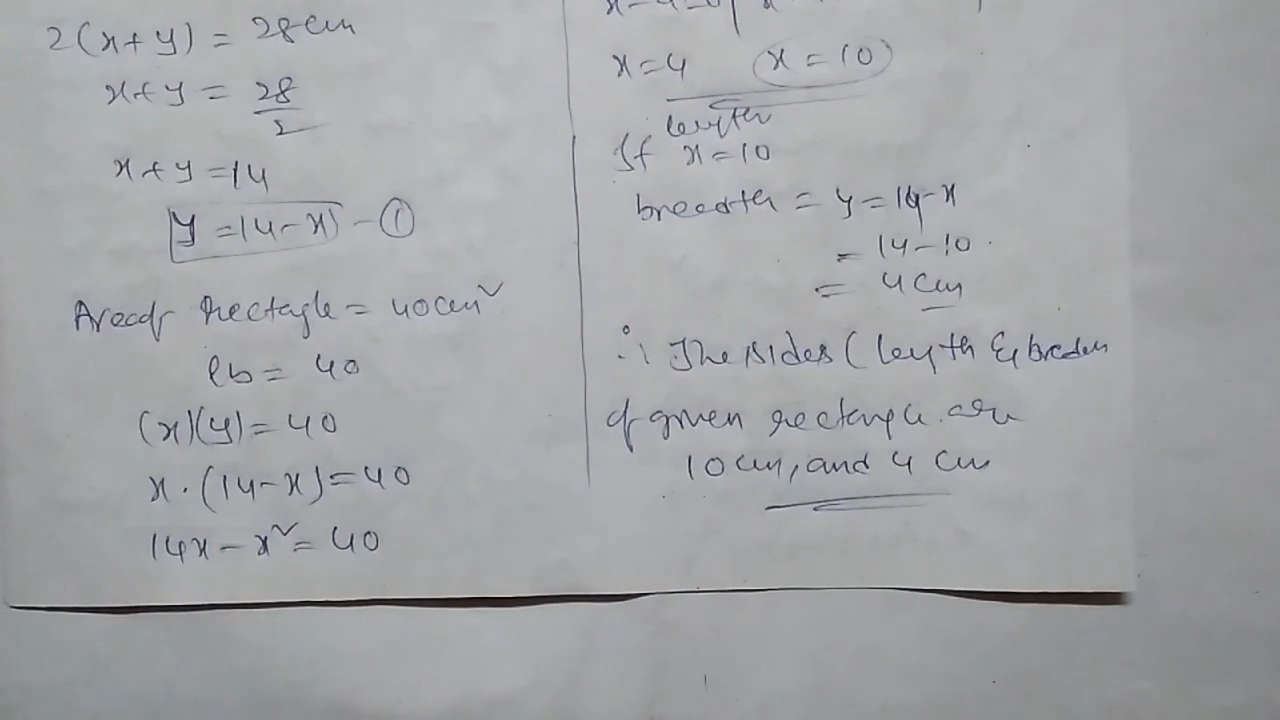 2(x+y) = 28cm
x+y = 28/2
x+y = 14
y = 14-x - ①
Area of Rectagle = 40cm²
lb = 40
(x)(y) = 40
x.(14-x) = 40
14x - x² = 40
x=4 x=10
length
If x=10
breadth = y = 14-x
= 14-10
= 4cm
∴ The sides (length &
of given rectangle are
10cm, and 4 cm